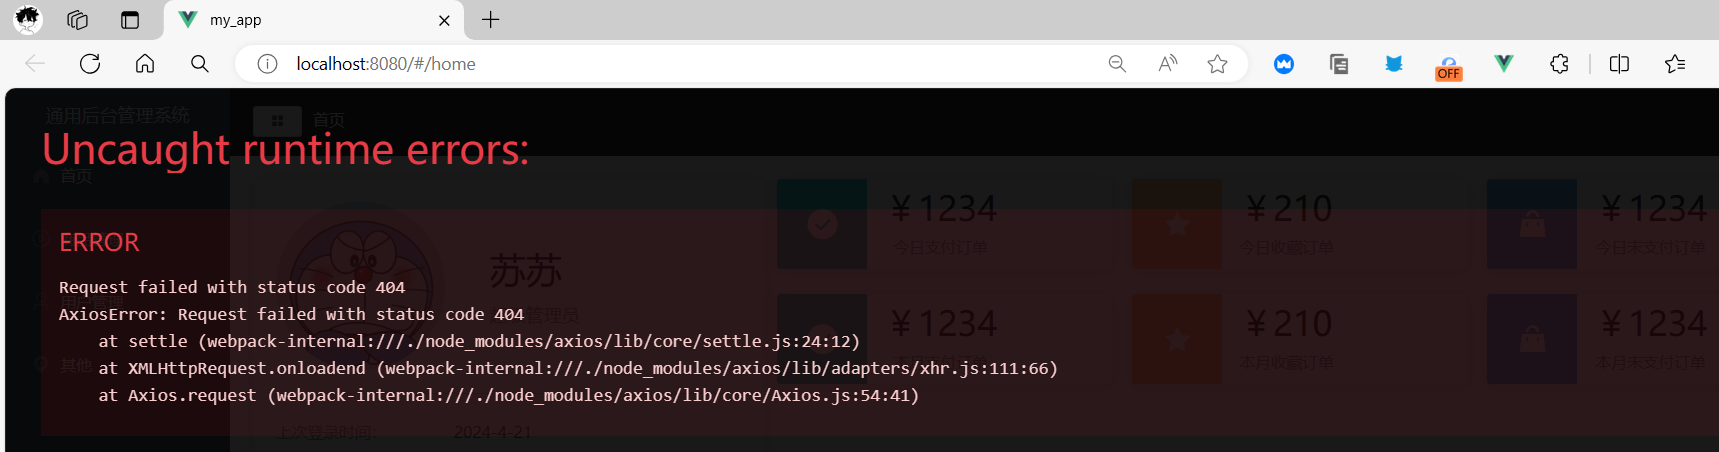 my_app
localhost:8080/#/home
OFF
通用后台管理系统
首页
Uncaught runtime errors:
首页
¥ 1234
今日支付订单
¥ 210
今日收藏订单
¥ 1234
今日未支付订单
ERROR
苏苏
Request failed with status code 404
用户管理
管理员
AxiosError: Request failed with status code 404
¥ 1234
¥ 210
¥ 1234
at settle (webpack-internal:///./node_modules/axios/lib/core/settle.js:24:12)
其他
本月支付订单
本月收藏订单
本月未支付订单
at XMLHttpRequest.onloadend (webpack-internal:///./node_modules/axios/lib/adapters/xhr.js:111:66)
at Axios.request (webpack-internal:///./node_modules/axios/lib/core/Axios.js:54:41)
上次登录时间:
2024-4-21